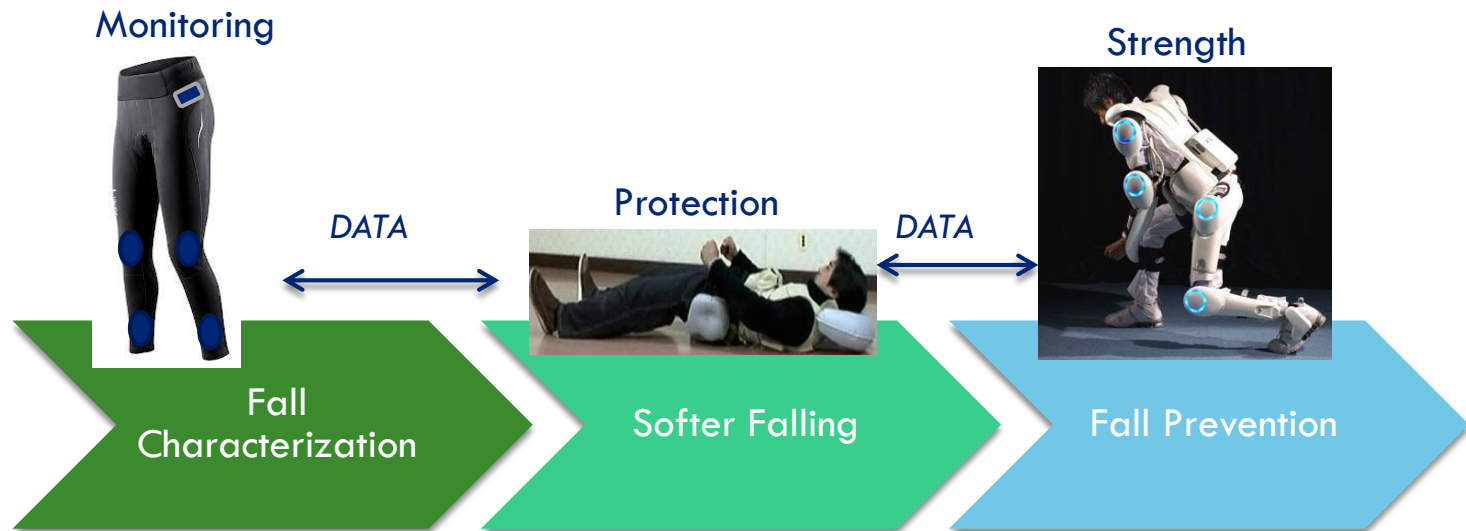 Monitoring
Strength
Protection
DATA
DATA
Fall
Characterization
Softer Falling
Fall Prevention